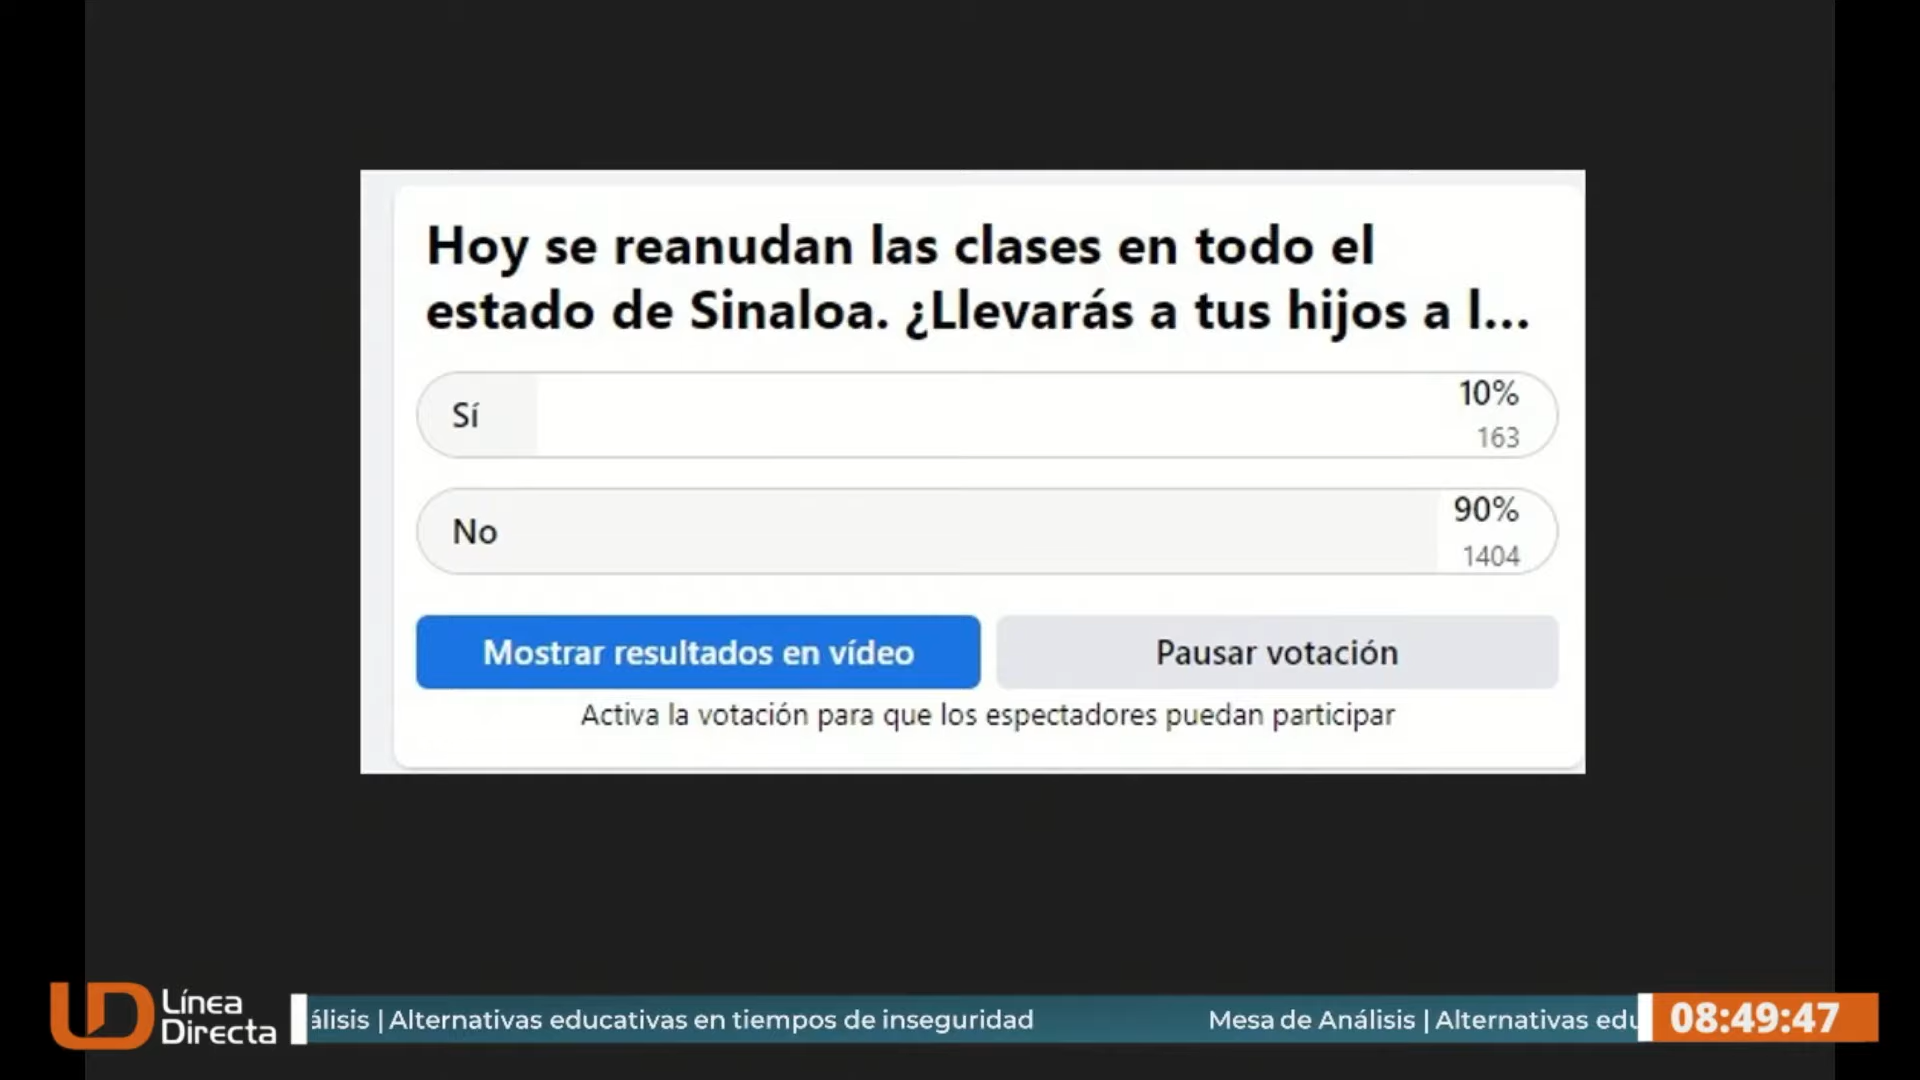 Hoy se reanudan las clases en todo el
estado de Sinaloa. ¿Llevarás a tus hijos a l...
Sí
10%
163
No
90%
1404
Mostrar resultados en vídeo
Pausar votación
Activa la votación para que los espectadores puedan participar
LD Línea
Directa
álisis | Alternativas educativas en tiempos de inseguridad
Mesa de Análisis | Alternativas edu
08:49:47